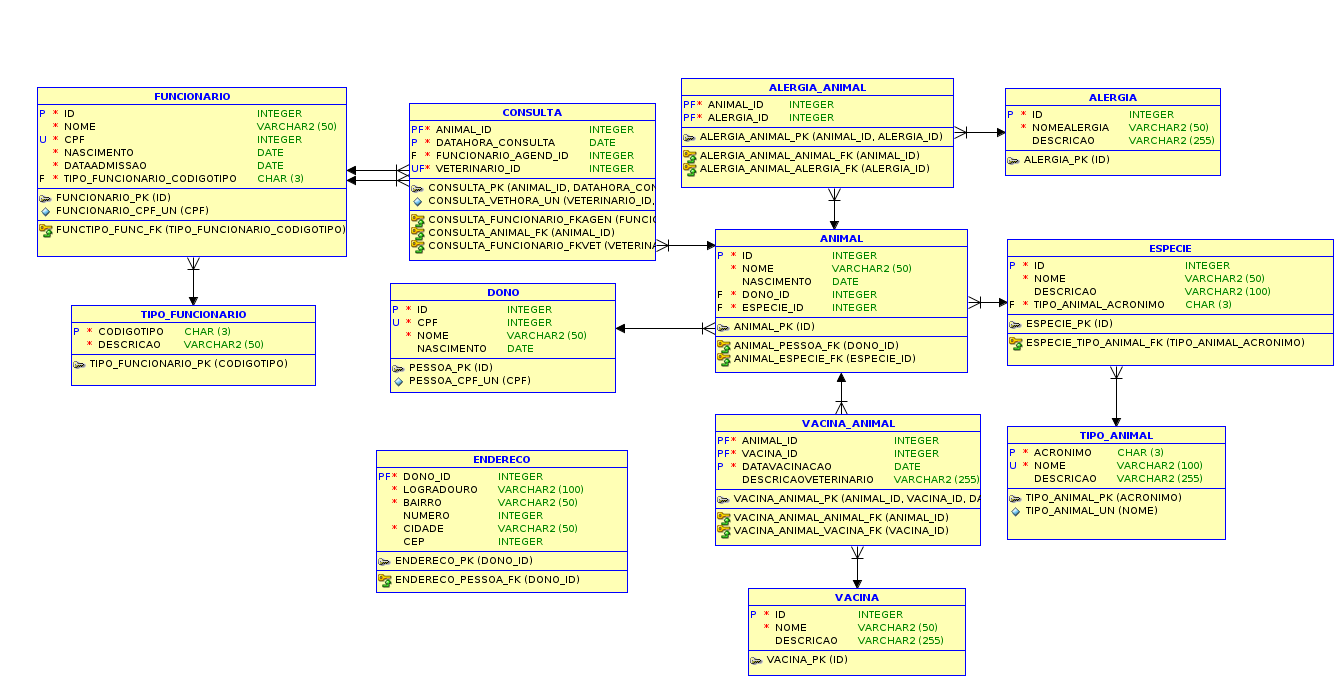 FUNCIONARIO
P * ID INTEGER
* NOME VARCHAR2 (50)
U * CPF INTEGER
* NASCIMENTO DATE
* DATAADMISSAO DATE
F * TIPO_FUNCIONARIO_CODIGOTIPO CHAR (3)
FUNCIONARIO_PK (ID)
FUNCIONARIO_CPF_UN (CPF)
FUNCTIPO_FUNC_FK (TIPO_FUNCIONARIO_CODIGOTIPO)
TIPO_FUNCIONARIO
P * CODIGOTIPO CHAR (3)
* DESCRICAO VARCHAR2 (50)
TIPO_FUNCIONARIO_PK (CODIGOTIPO)
CONSULTA
PF* ANIMAL_ID INTEGER
P * DATAHORA_CONSULTA DATE
F * FUNCIONARIO_AGEND_ID INTEGER
UF* VETERINARIO_ID INTEGER
CONSULTA_PK (ANIMAL_ID, DATAHORA_CON
CONSULTA_VETHORA_UN (VETERINARIO_ID,
CONSULTA_FUNCIONARIO_FKAGEN (FUNCIO
CONSULTA_ANIMAL_FK (ANIMAL_ID)
CONSULTA_FUNCIONARIO_FKVET (VETERINA
DONO
P * ID INTEGER
U * CPF INTEGER
* NOME VARCHAR2 (50)
NASCIMENTO DATE
PESSOA_PK (ID)
PESSOA_CPF_UN (CPF)
ENDERECO
PF* DONO_ID INTEGER
* LOGRADOURO VARCHAR2 (100)
* BAIRRO VARCHAR2 (50)
NUMERO INTEGER
* CIDADE VARCHAR2 (50)
CEP INTEGER
ENDERECO_PK (DONO_ID)
ENDERECO_PESSOA_FK (DONO_ID)
ALERGIA_ANIMAL
PF* ANIMAL_ID INTEGER
PF* ALERGIA_ID INTEGER
ALERGIA_ANIMAL_PK (ANIMAL_ID, ALERGIA_ID)
ALERGIA_ANIMAL_ANIMAL_FK (ANIMAL_ID)
ALERGIA_ANIMAL_ALERGIA_FK (ALERGIA_ID)
ANIMAL
P * ID INTEGER
* NOME VARCHAR2 (50)
NASCIMENTO DATE
F * DONO_ID INTEGER
F * ESPECIE_ID INTEGER
ANIMAL_PK (ID)
ANIMAL_PESSOA_FK (DONO_ID)
ANIMAL_ESPECIE_FK (ESPECIE_ID)
VACINA_ANIMAL
PF* ANIMAL_ID INTEGER
PF* VACINA_ID INTEGER
P * DATAVACINACAO DATE
DESCRICAOVETERINARIO VARCHAR2 (255)
VACINA_ANIMAL_PK (ANIMAL_ID, VACINA_ID, DA
VACINA_ANIMAL_ANIMAL_FK (ANIMAL_ID)
VACINA_ANIMAL_VACINA_FK (VACINA_ID)
VACINA
P * ID INTEGER
* NOME VARCHAR2 (50)
DESCRICAO VARCHAR2 (255)
VACINA_PK (ID)
ALERGIA
P * ID INTEGER
* NOMEALERGIA VARCHAR2 (50)
DESCRICAO VARCHAR2 (255)
ALERGIA_PK (ID)
ESPECIE
P * ID INTEGER
* NOME VARCHAR2 (50)
DESCRICAO VARCHAR2 (100)
F * TIPO_ANIMAL_ACRONIMO CHAR (3)
ESPECIE_PK (ID)
ESPECIE_TIPO_ANIMAL_FK (TIPO_ANIMAL_ACRONIMO)
TIPO_ANIMAL
P * ACRONIMO CHAR (3)
U * NOME VARCHAR2 (100)
DESCRICAO VARCHAR2 (255)
TIPO_ANIMAL_PK (ACRONIMO)
TIPO_ANIMAL_UN (NOME)